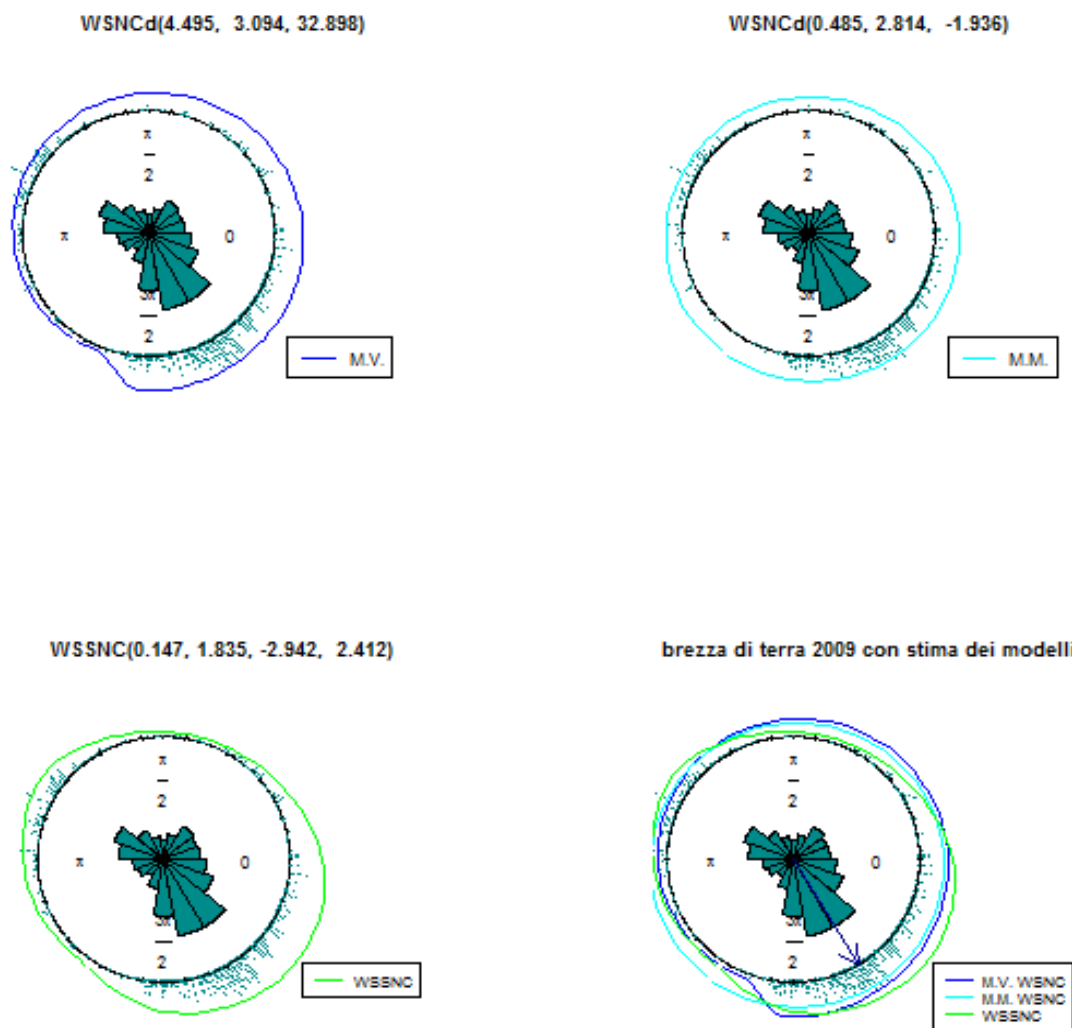 WSNCd(4.495, 3.094, 32.898)
π
2
π
0
2
M.V.
WSNCd(0.485, 2.814, -1.936)
π
2
π
0
2
M.M.
WSSNC(0.147, 1.835, -2.942, 2.412)
π
2
π
0
2
WSSNC
brezza di terra 2009 con stima dei modelli
π
2
π
0
2
M.V. WSNC
M.M. WSNC
WSSNC